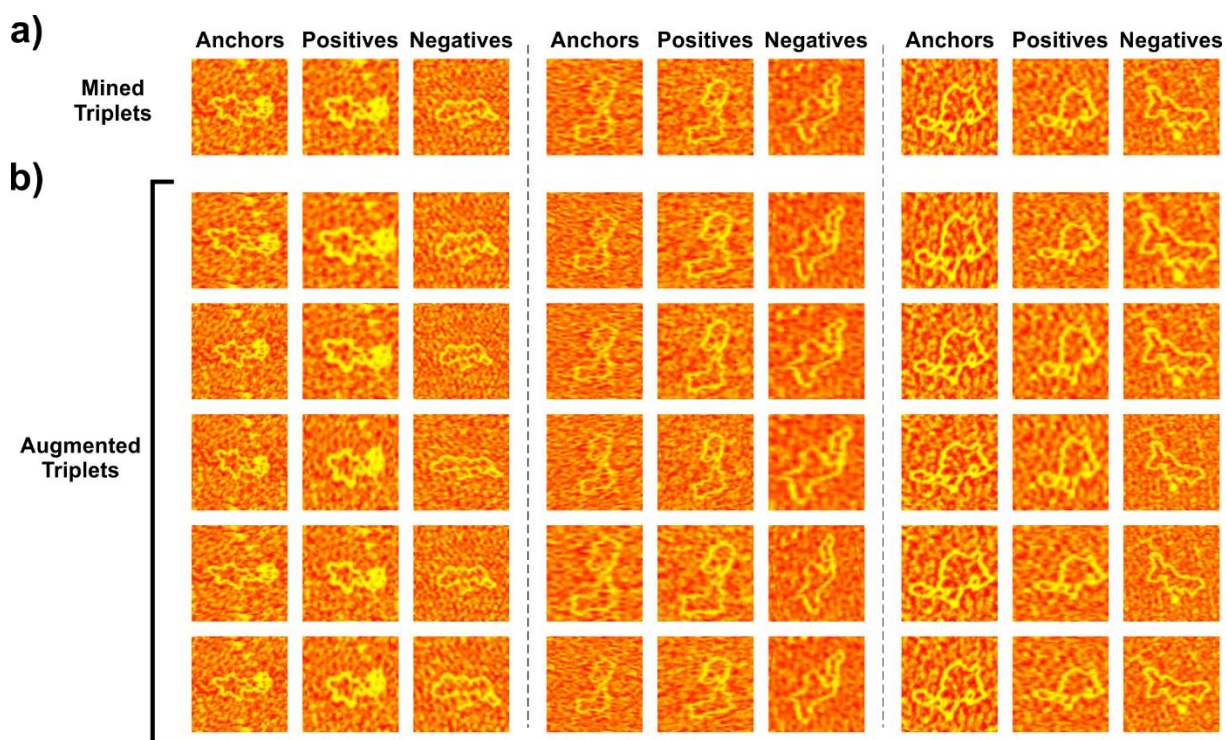 a)
Anchors Positives Negatives Anchors Positives Negatives Anchors Positives Negatives
Mined
Triplets
b)
Augmented
Triplets